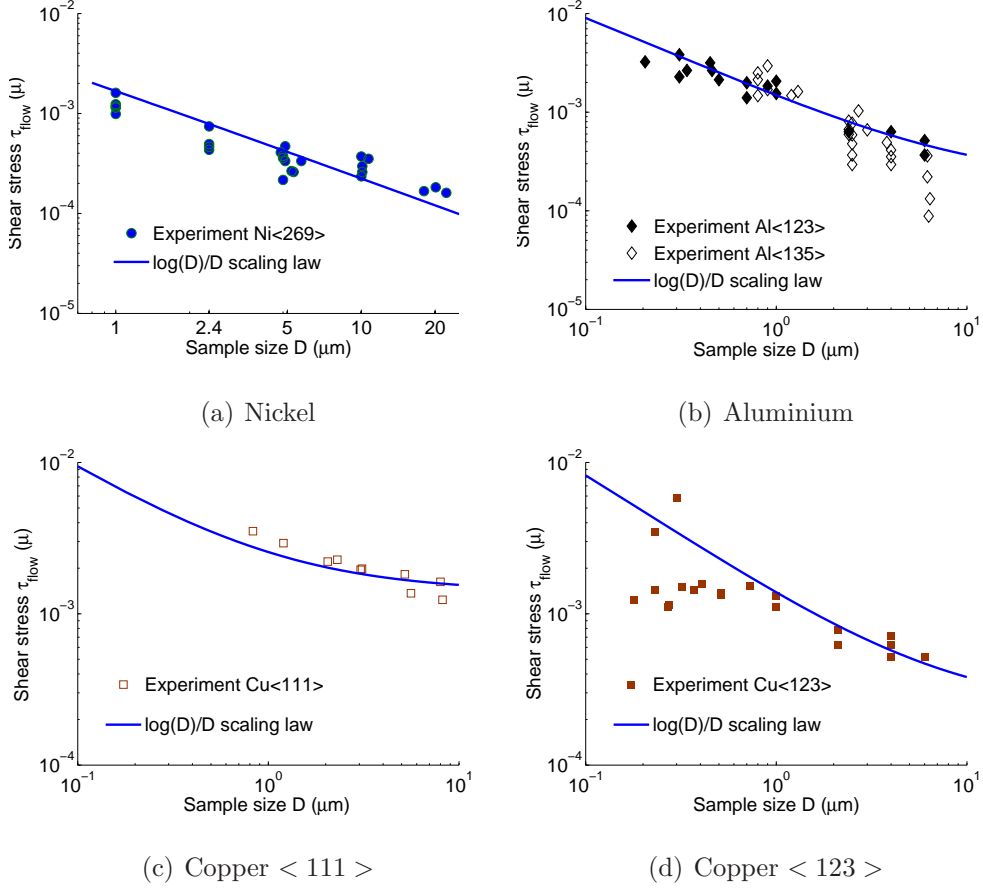 10^-2
10^-3
10^-4
10^-5
Shear stress τ_flow (μ)
Experiment Ni<269>
log(D)/D scaling law
1 2.4 5 10 20
Sample size D (μm)
(a) Nickel
10^-2
10^-3
10^-4
10^-5
Shear stress τ_flow (μ)
Experiment Al<123>
Experiment Al<135>
log(D)/D scaling law
10^-1 10^0 10^1
Sample size D (μm)
(b) Aluminium
10^-2
10^-3
10^-4
Shear stress τ_flow (μ)
Experiment Cu<111>
log(D)/D scaling law
10^-1 10^0 10^1
Sample size D (μm)
(c) Copper < 111 >
10^-2
10^-3
10^-4
Shear stress τ_flow (μ)
Experiment Cu<123>
log(D)/D scaling law
10^-1 10^0 10^1
Sample size D (μm)
(d) Copper < 123 >